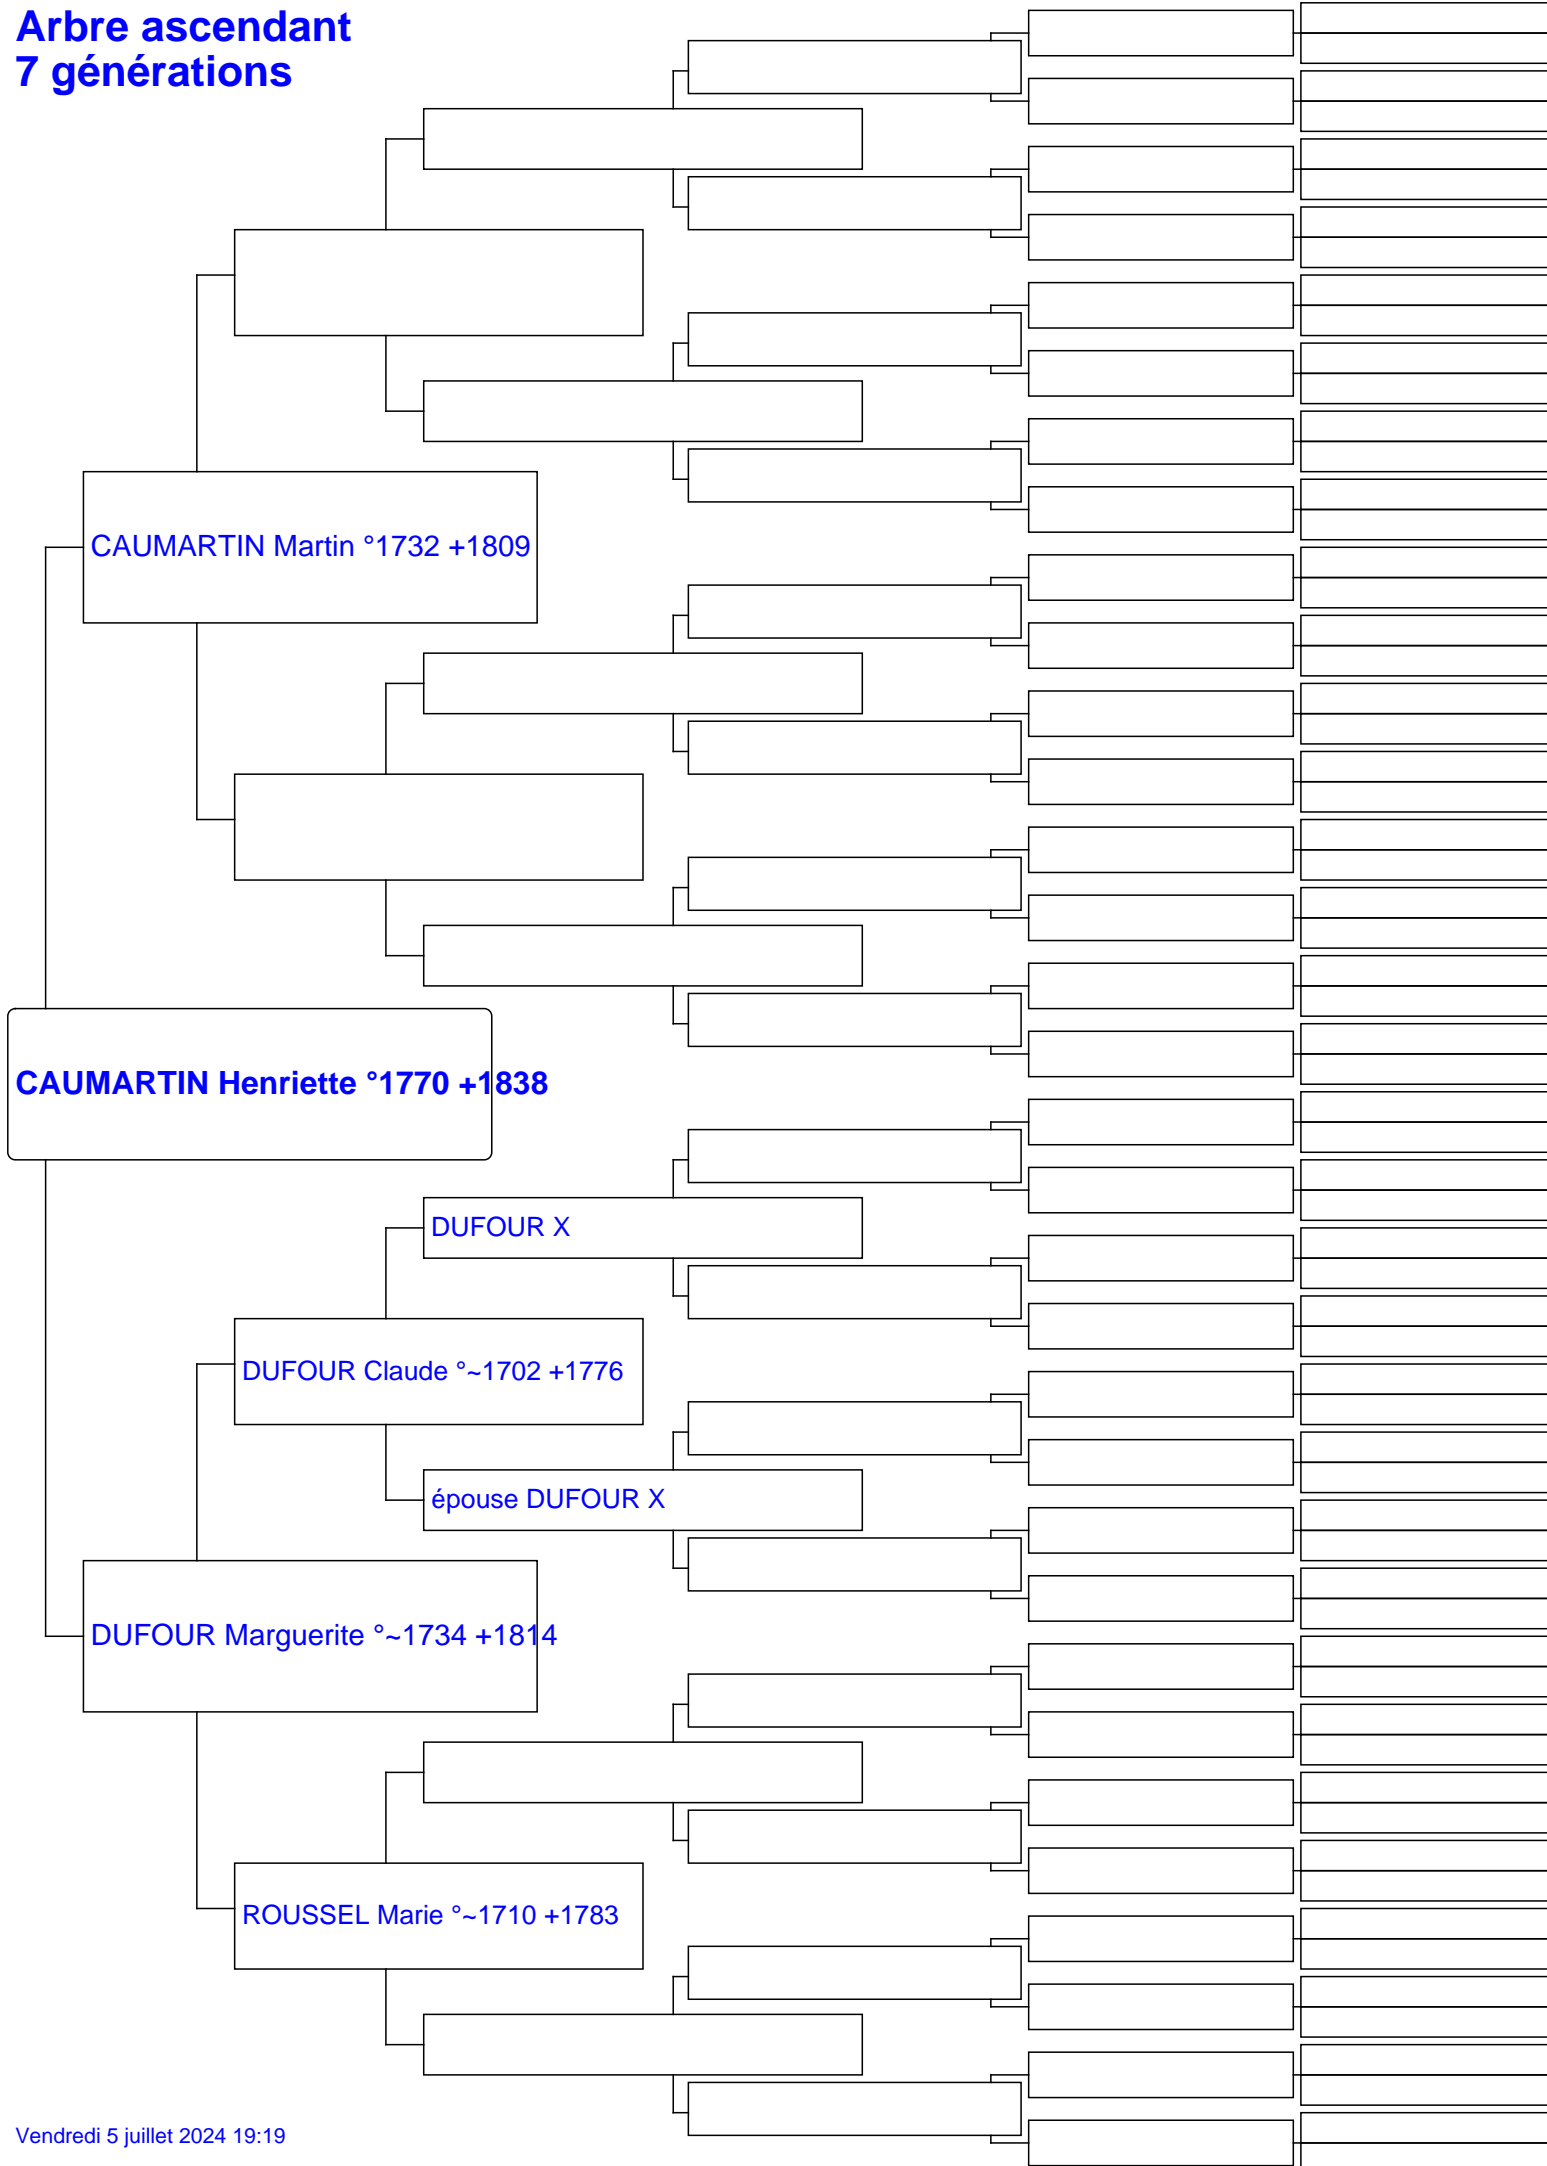 Arbre ascendant
7 générations
CAUMARTIN Martin °1732 +1809
CAUMARTIN Henriette °1770 +1838
DUFOUR X
DUFOUR Claude °~1702 +1776
épouse DUFOUR X
DUFOUR Marguerite °~1734 +1814
ROUSSEL Marie °~1710 +1783
Vendredi 5 juillet 2024 19:19